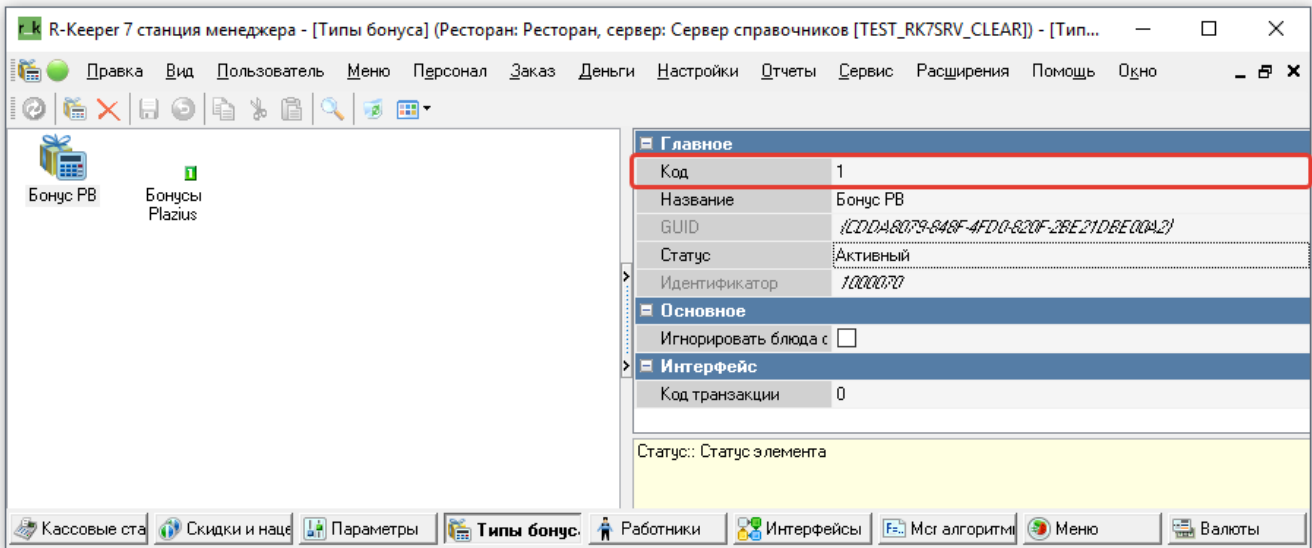 r_k R-Keeper 7 станция менеджера - [Типы бонуса] (Ресторан: Ресторан, сервер: Сервер справочников [TEST_RK7SRV_CLEAR]) - [Тип...
Правка Вид Пользователь Меню Персонал Заказ Деньги Настройки Отчеты Сервис Расширения Помощь Окно
Бонус РВ
1
Бонусы
Plazius
Главное
Код 1
Название Бонус РВ
GUID {CDDA8079-848F-4FD0-820F-2BE21DBE00A2}
Статус Активный
Идентификатор 1000070
Основное
Игнорировать блюда с
Интерфейс
Код транзакции 0
Статус:: Статус элемента
Кассовые ста Скидки и наце Параметры Типы бонус. Работники Интерфейсы Мсг алгоритмы Меню Валюты